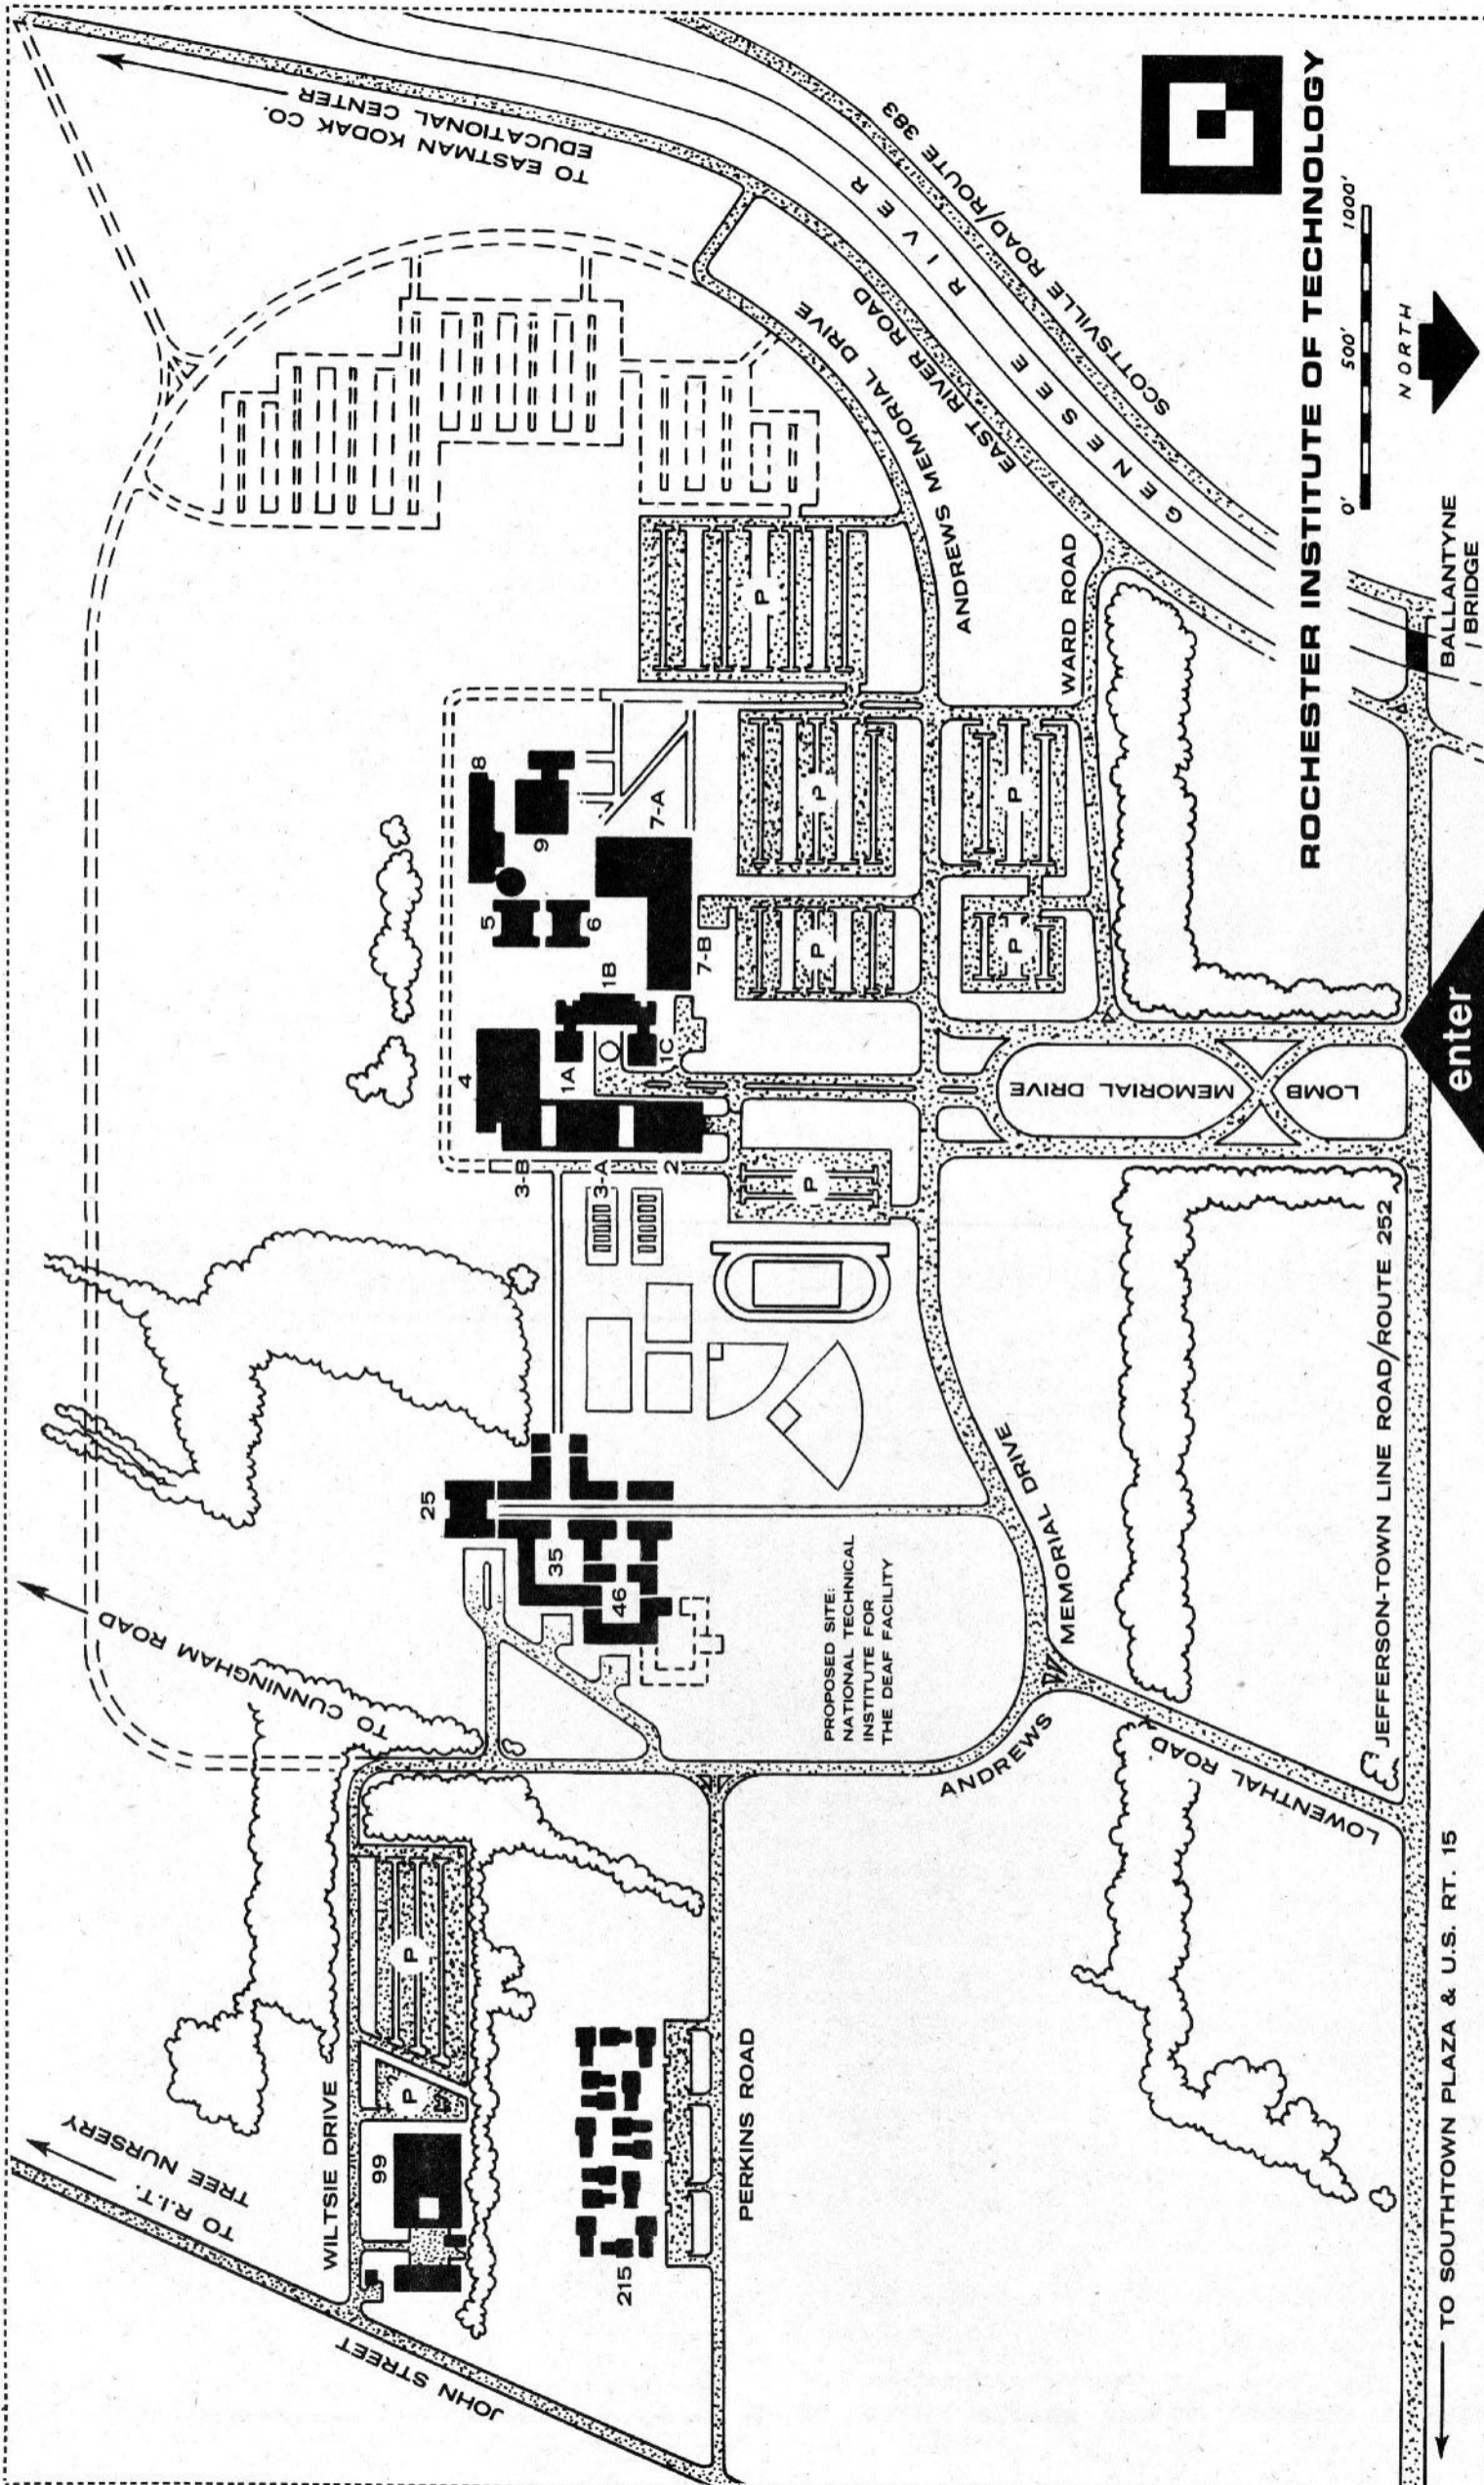 TO EASTMAN KODAK CO.
EDUCATIONAL CENTER
ANDREWS MEMORIAL DRIVE
EAST RIVER ROAD
GENESEE RIVER
SCOTTSVILLE ROAD/ROUTE 383
WARD ROAD
ROCHESTER INSTITUTE OF TECHNOLOGY
0' 500' 1000'
NORTH
BALLANTYNE
BRIDGE
P
P
P
P
P
P
8
9
7-A
5
6
7-B
1B
1A
1C
4
3-B
3-A
2
LOMB MEMORIAL DRIVE
enter
JEFFERSON-TOWN LINE ROAD/ROUTE 252
25
35
46
PROPOSED SITE:
NATIONAL TECHNICAL
INSTITUTE FOR
THE DEAF FACILITY
ANDREWS MEMORIAL DRIVE
LOWENTHAL ROAD
TO CUNNINGHAM ROAD
WILTSIE DRIVE
P
P
99
215
PERKINS ROAD
TO R.I.T.
TREE NURSERY
JOHN STREET
TO SOUTHTOWN PLAZA & U.S. RT. 15